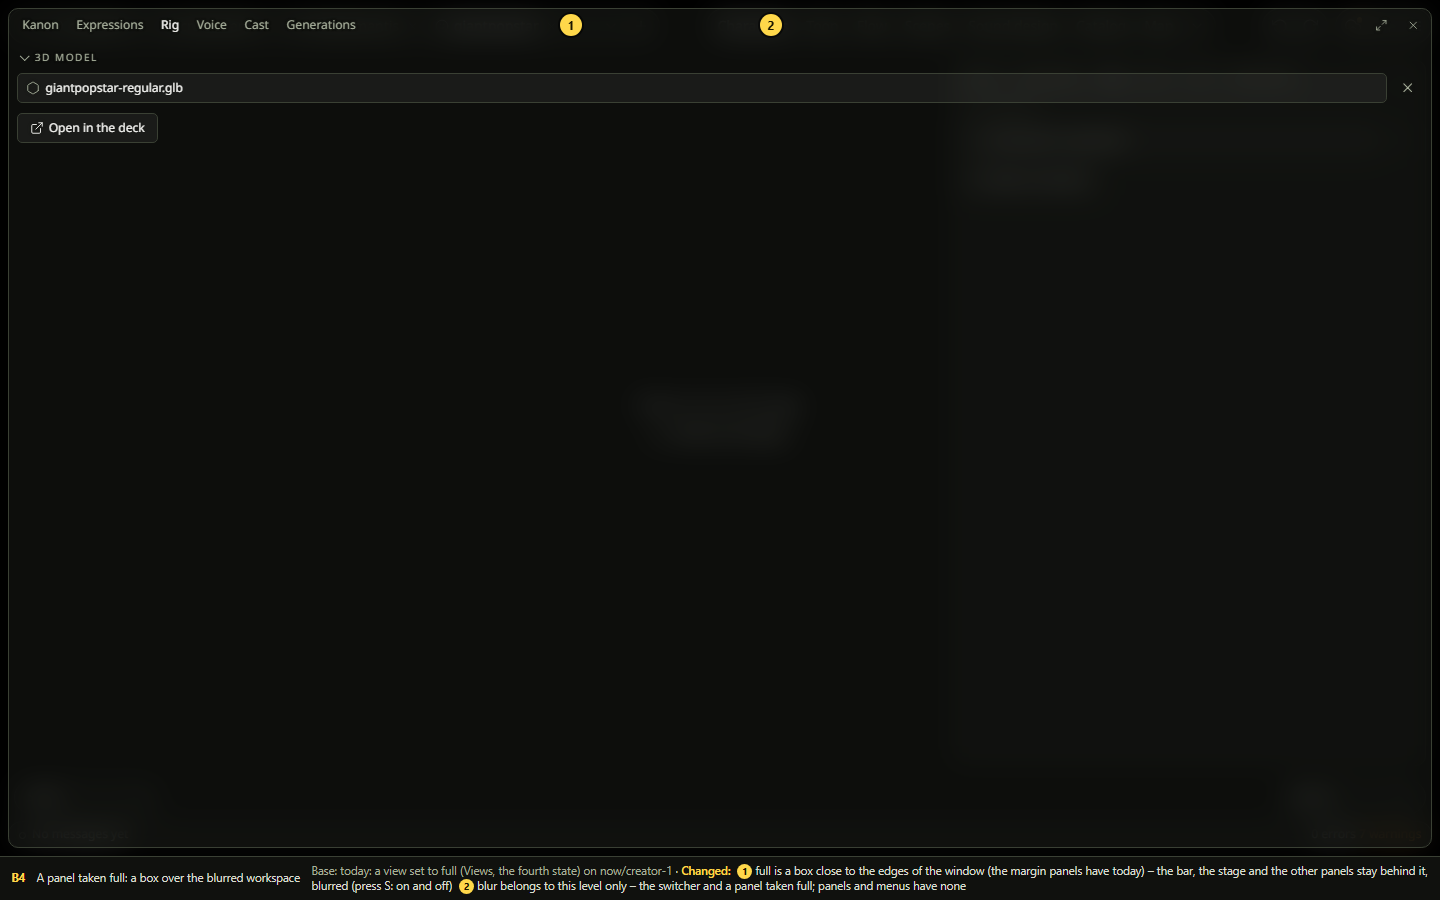 Kanon Expressions Rig Voice Cast Generations 1 2
3D MODEL
giantpopstar-regular.glb
Open in the deck
B4 A panel taken full: a box over the blurred workspace
Base: today: a view set to full (Views, the fourth state) on now/creator-1 · Changed: 1 full is a box close to the edges of the window (the margin panels have today) – the bar, the stage and the other panels stay behind it,
blurred (press S: on and off) 2 blur belongs to this level only – the switcher and a panel taken full; panels and menus have none